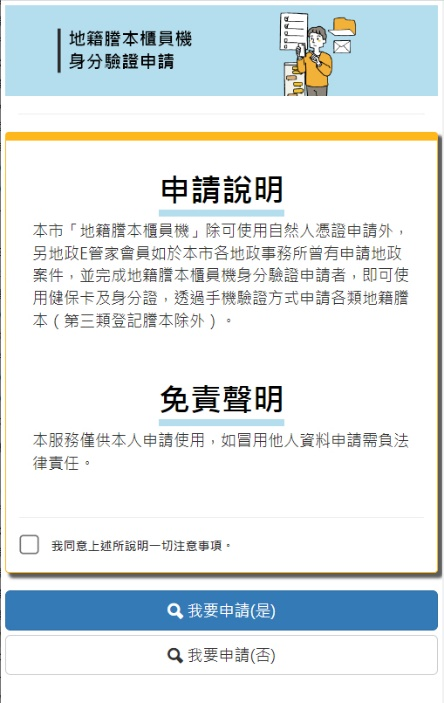 地籍謄本櫃員機
身分驗證申請
申請說明
本市「地籍謄本櫃員機」除可使用自然人憑證申請外，
另地政E管家會員如於本市各地政事務所曾有申請地政
案件，並完成地籍謄本櫃員機身分驗證申請者，即可使
用健保卡及身分證，透過手機驗證方式申請各類地籍謄
本（第三類登記謄本除外）。
免責聲明
本服務僅供本人申請使用，如冒用他人資料申請需負法
律責任。
我同意上述所說明一切注意事項。
我要申請(是)
我要申請(否)